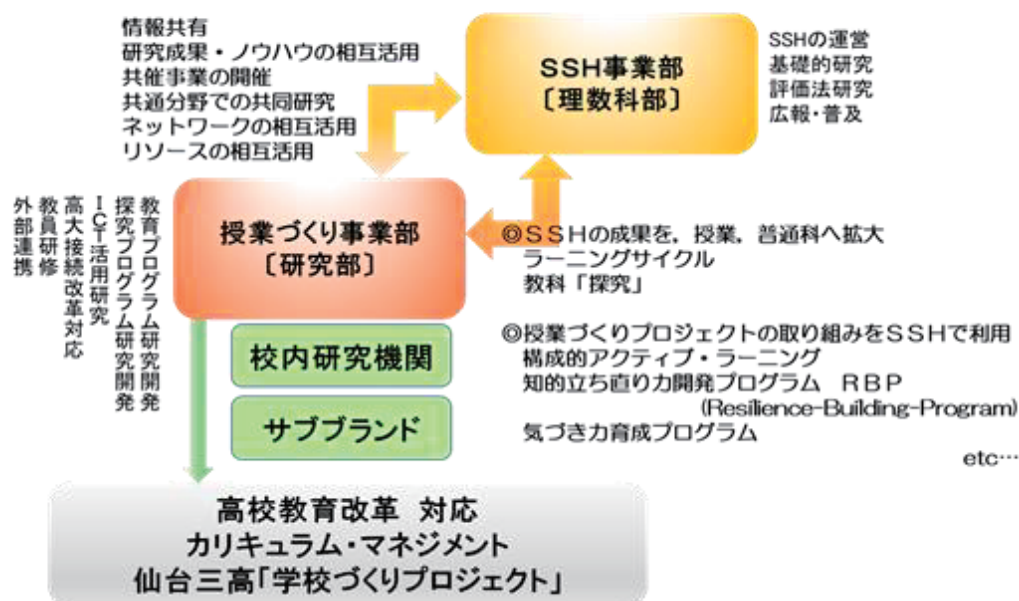 情報共有
研究成果・ノウハウの相互活用
共催事業の開催
共通分野での共同研究
ネットワークの相互活用
リソースの相互活用
SSH事業部
〔理数科部〕
SSHの運営
基礎的研究
評価法研究
広報・普及
授業づくり事業部
〔研究部〕
教育プログラム研究開発
探究プログラム研究開発
ICT活用研究
高大接続改革対応
教員研修
外部連携
◎SSHの成果を，授業，普通科へ拡大
ラーニングサイクル
教科「探究」
◎授業づくりプロジェクトの取り組みをSSHで利用
構成的アクティブ・ラーニング
知的立ち直り力開発プログラム　RBP
(Resilience-Building-Program)
気づき力育成プログラム
etc…
校内研究機関
サブブランド
高校教育改革 対応
カリキュラム・マネジメント
仙台三高「学校づくりプロジェクト」